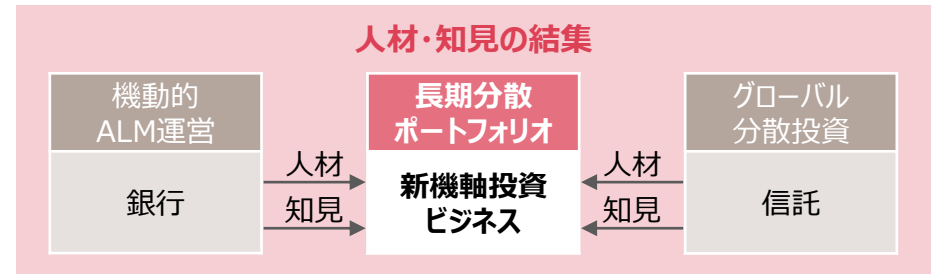 人材・知見の結集
機動的
ALM運営
銀行
人材
知見
長期分散
ポートフォリオ
新機軸投資
ビジネス
人材
知見
グローバル
分散投資
信託